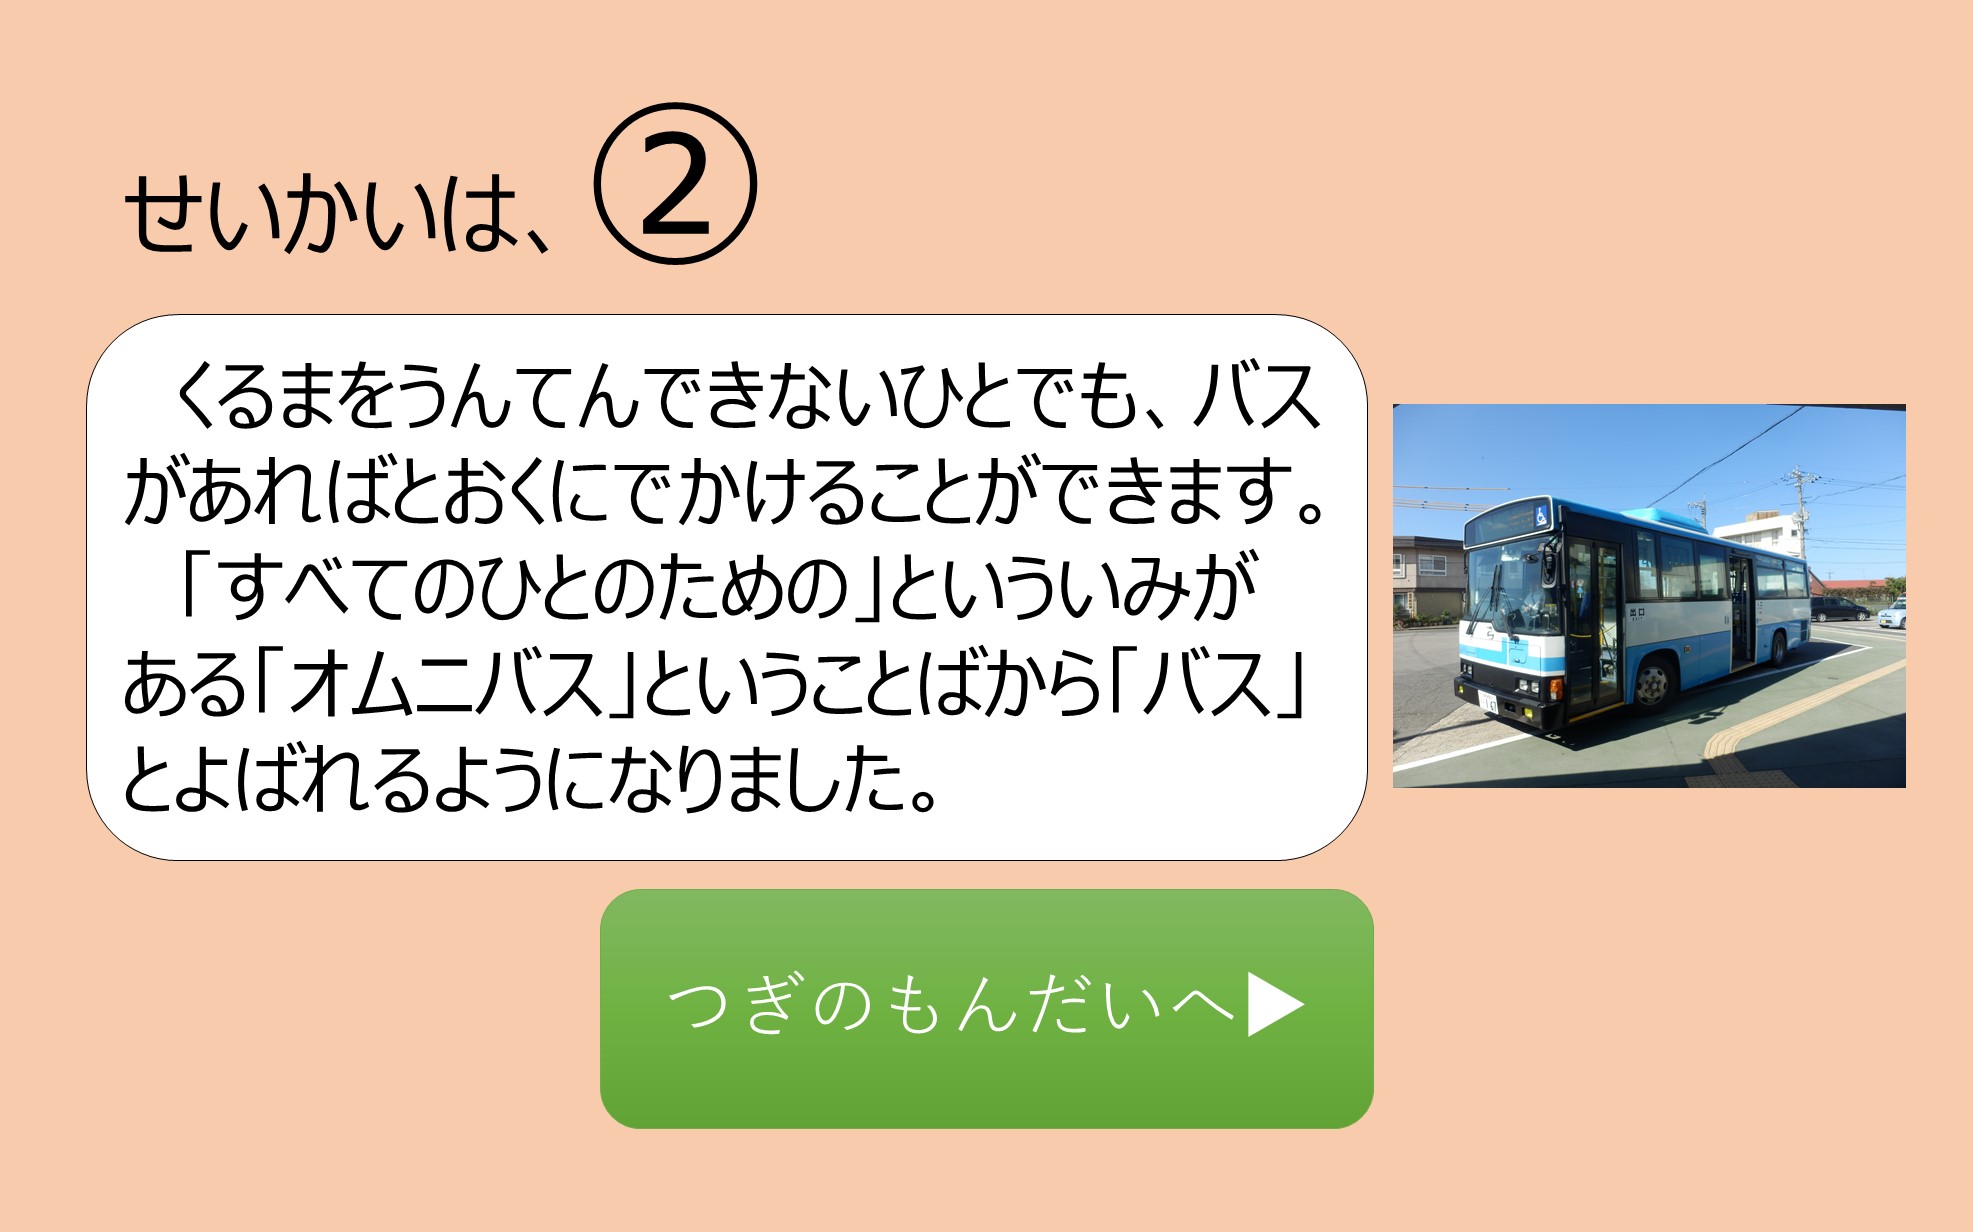 せいかいは、②
くるまをうんてんできないひとでも、バス
があればとおくにでかけることができます。
「すべてのひとのための」といういみが
ある「オムニバス」ということばから「バス」
とよばれるようになりました。
出口
167
つぎのもんだいへ▶